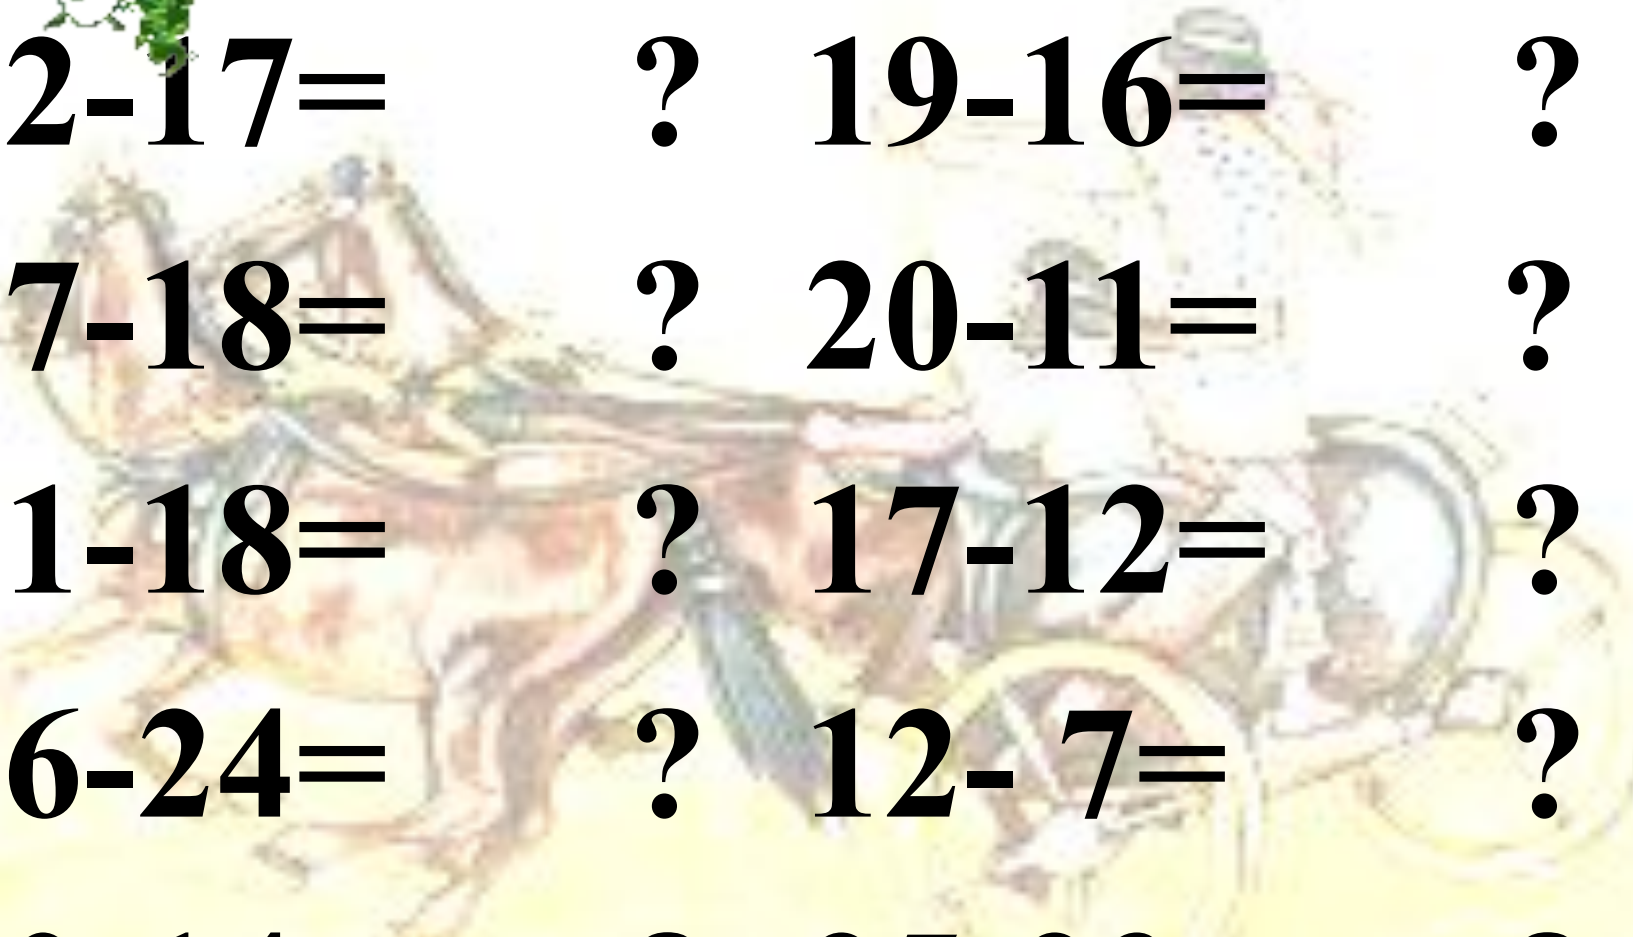 2-17= ? 19-16= ?
7-18= ? 20-11= ?
1-18= ? 17-12= ?
6-24= ? 12- 7= ?